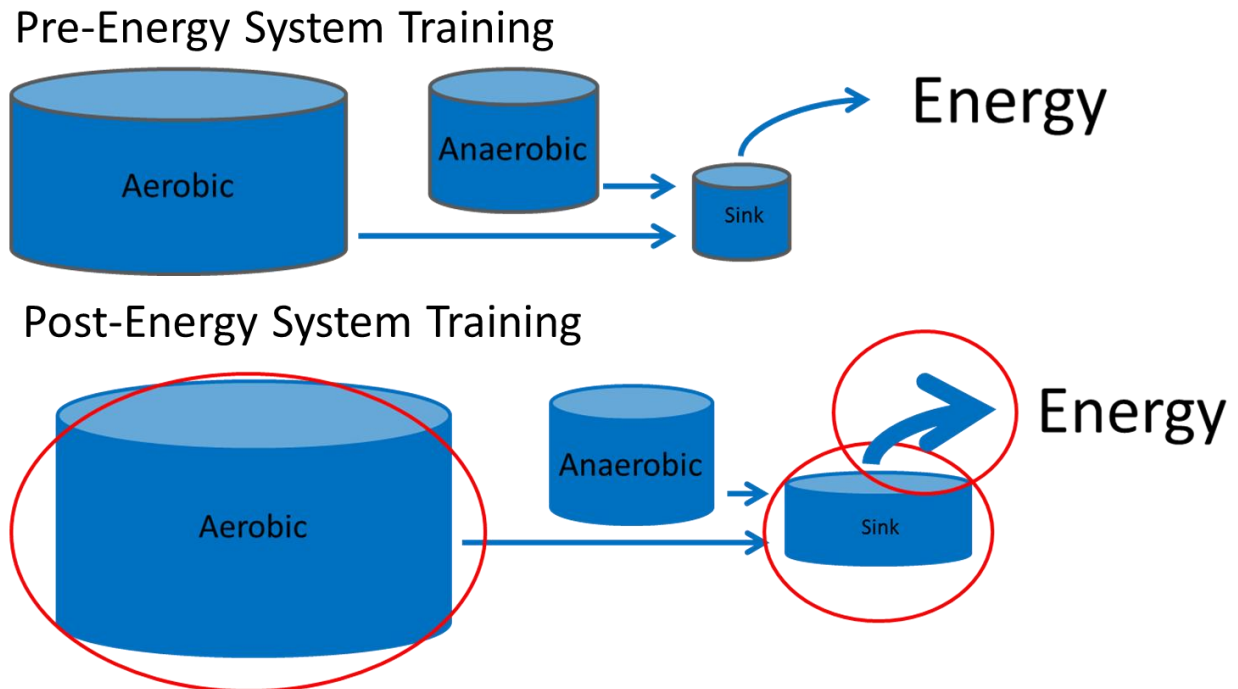 Pre-Energy System Training
Energy
Anaerobic
Aerobic
Sink
Post-Energy System Training
Energy
Anaerobic
Aerobic
Sink